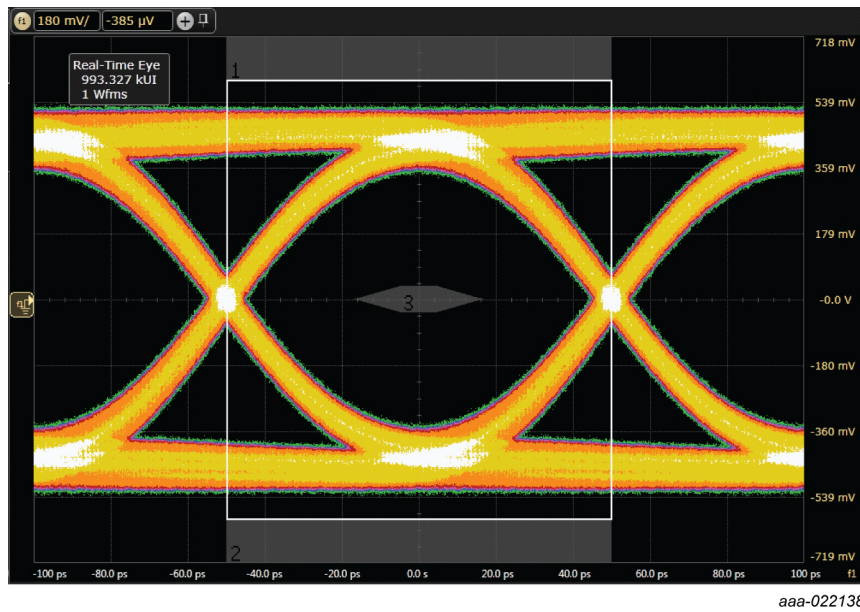 f1 180 mV/ -385 µV
718 mV
Real-Time Eye
993.327 kUI
1 Wfms
1
539 mV
359 mV
179 mV
3
-0.0 V
f1
-180 mV
-360 mV
-539 mV
2
-719 mV
-100 ps -80.0 ps -60.0 ps -40.0 ps -20.0 ps 0.0 s 20.0 ps 40.0 ps 60.0 ps 80.0 ps 100 ps f1
aaa-022138